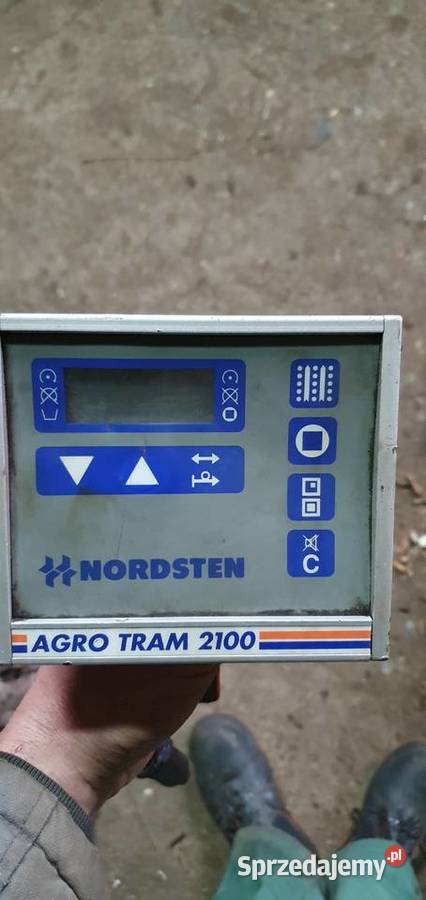 C
NORDSTEN
AGRO TRAM 2100
Sprzedajemy.pl